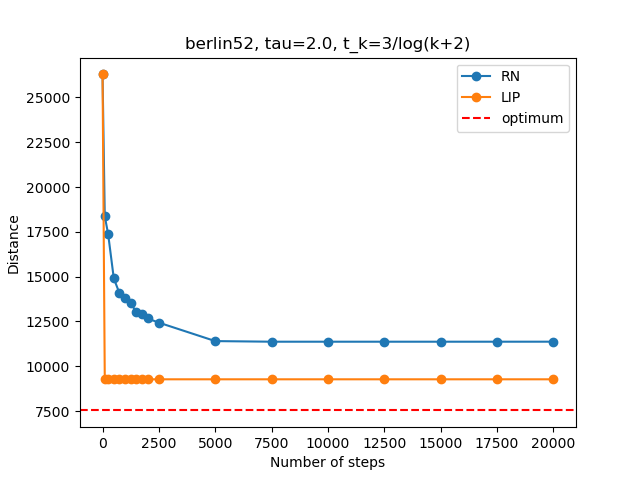 berlin52, tau=2.0, t_k=3/log(k+2)
RN
LIP
optimum
Distance
25000
22500
20000
17500
15000
12500
10000
7500
0 2500 5000 7500 10000 12500 15000 17500 20000
Number of steps